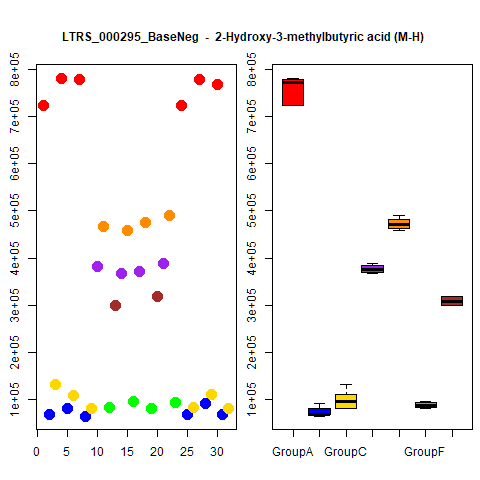 LTRS_000295_BaseNeg - 2-Hydroxy-3-methylbutyric acid (M-H)
8e+05
7e+05
6e+05
5e+05
4e+05
3e+05
2e+05
1e+05
0 5 10 15 20 25 30
8e+05
7e+05
6e+05
5e+05
4e+05
3e+05
2e+05
1e+05
GroupA GroupC GroupF